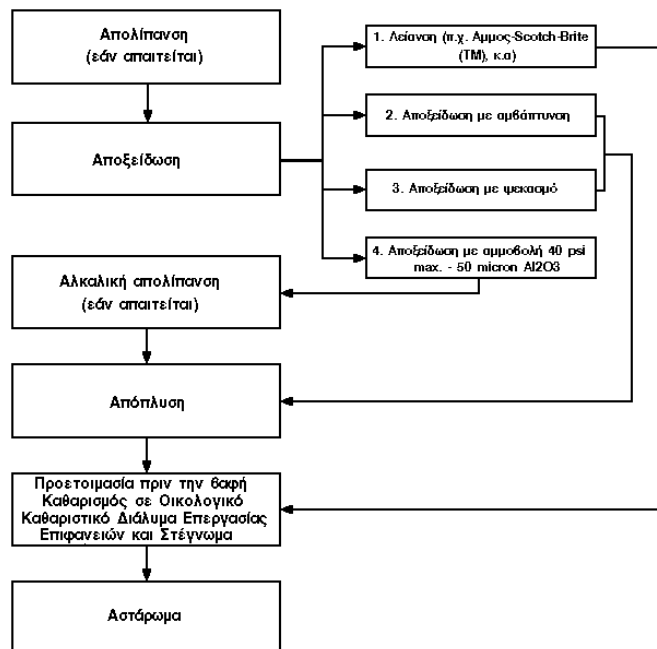 Απολίπανση
(εάν απαιτείται)
Αποξείδωση
1. Λείανση (π.χ. Αμμος-Scotch-Brite
(TM), κ.α)
2. Αποξείδωση με αμβάπτυνση
3. Αποξείδωση με ψεκασμό
4. Αποξείδωση με αμμοβολή 40 psi
max. - 50 micron Al2O3
Αλκαλική απολίπανση
(εάν απαιτείται)
Απόπλυση
Προετοιμασία πριν την βαφή
Καθαρισμός σε Οικολογικό
Καθαριστικό Διάλυμα Επεργασίας
Επιφανειών και Στέγνωμα
Αστάρωμα